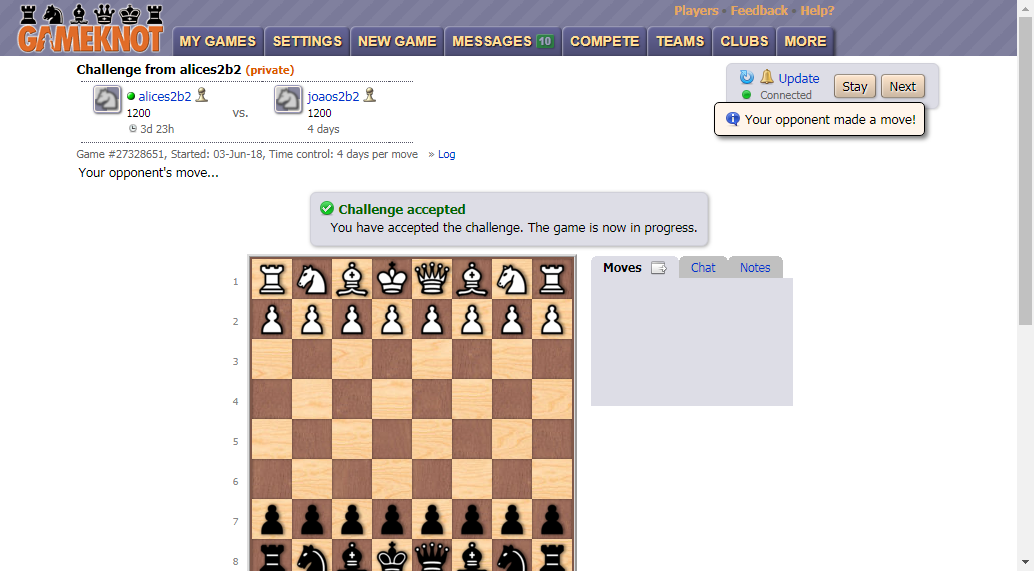 Players • Feedback • Help?
GAMEKNOT
MY GAMES SETTINGS NEW GAME MESSAGES 10 COMPETE TEAMS CLUBS MORE
Challenge from alices2b2 (private)
alices2b2 vs. joaos2b2
1200 1200
3d 23h 4 days
Update
Connected
Stay Next
Your opponent made a move!
Game #27328651, Started: 03-Jun-18, Time control: 4 days per move » Log
Your opponent's move...
Challenge accepted
You have accepted the challenge. The game is now in progress.
Moves Chat Notes
1
2
3
4
5
6
7
8